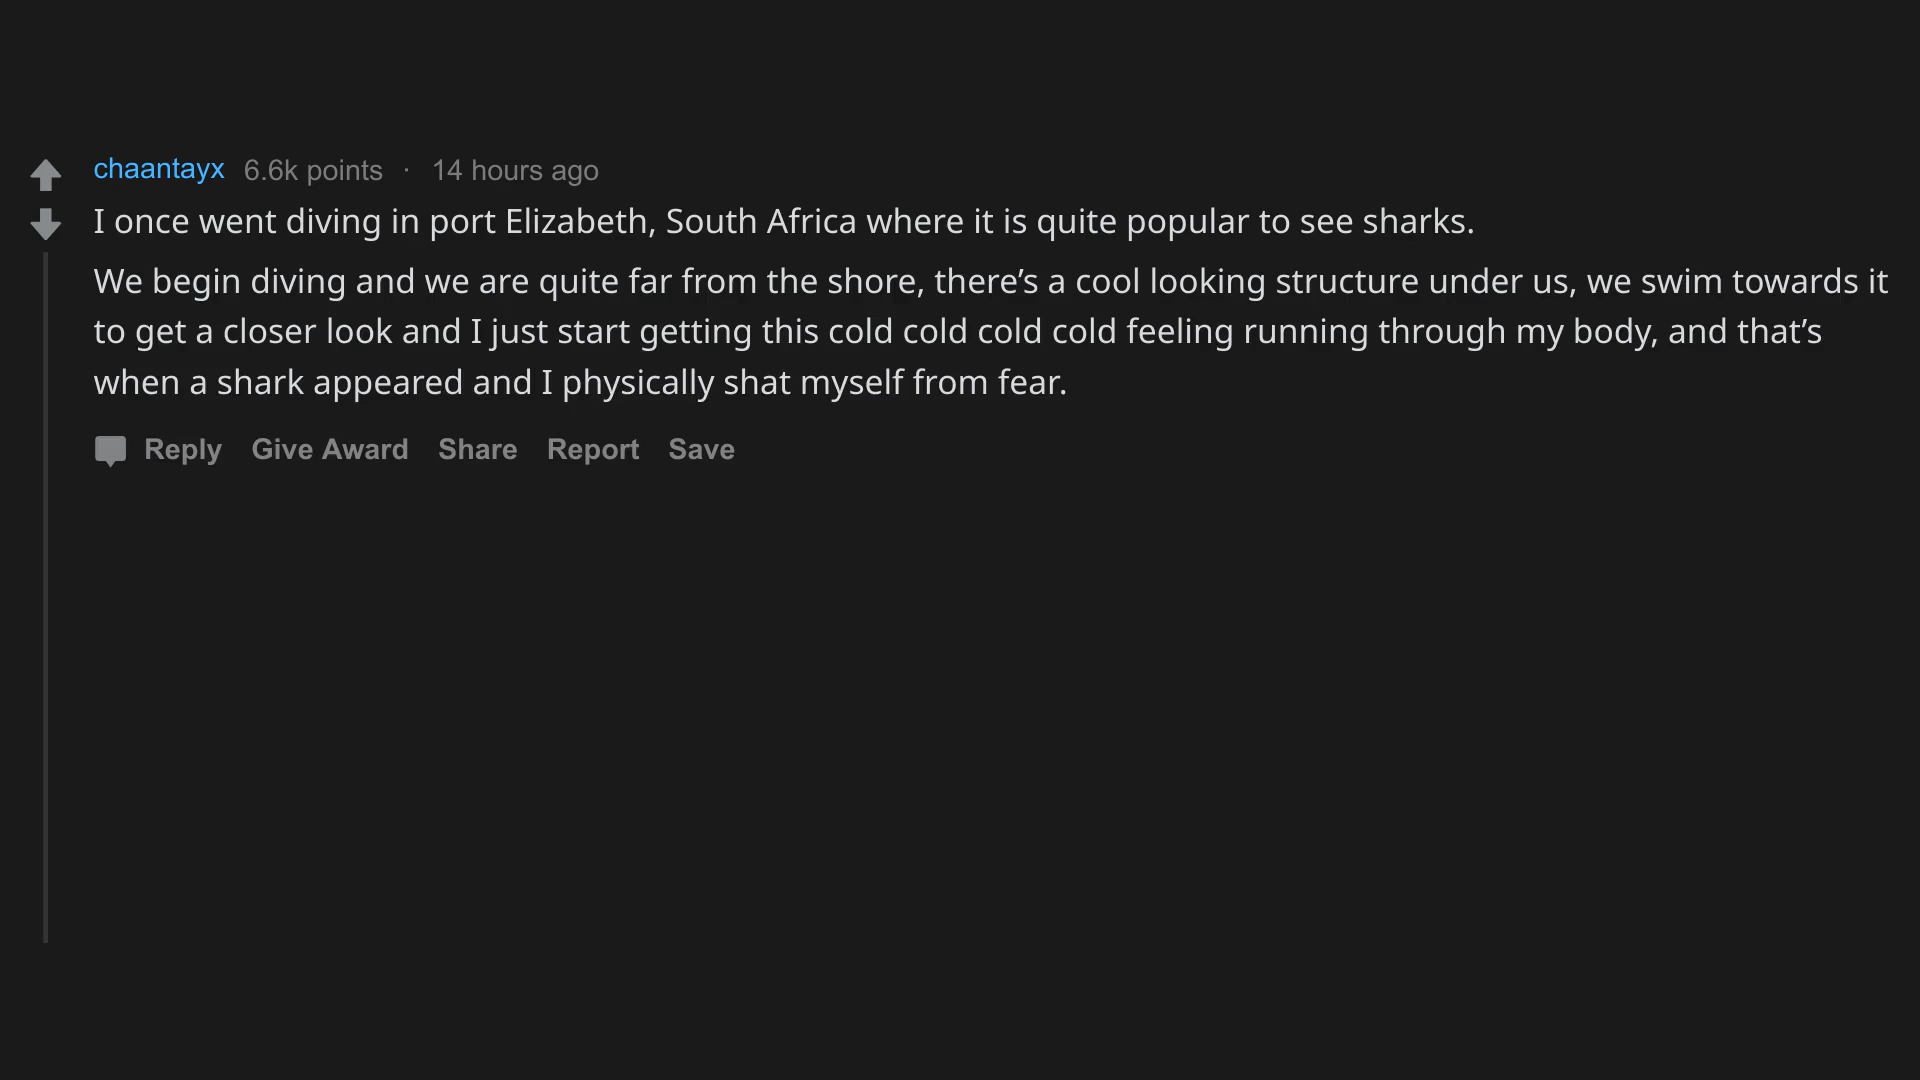 chaantayx 6.6k points · 14 hours ago
I once went diving in port Elizabeth, South Africa where it is quite popular to see sharks.
We begin diving and we are quite far from the shore, there’s a cool looking structure under us, we swim towards it
to get a closer look and I just start getting this cold cold cold cold feeling running through my body, and that’s
when a shark appeared and I physically shat myself from fear.
Reply Give Award Share Report Save